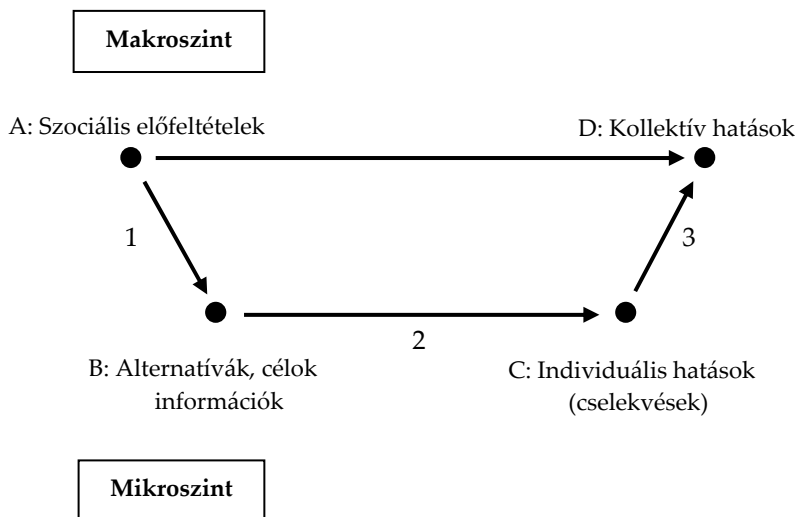 Makroszint
A: Szociális előfeltételek
D: Kollektív hatások
1
3
2
B: Alternatívák, célok
információk
C: Individuális hatások
(cselekvések)
Mikroszint